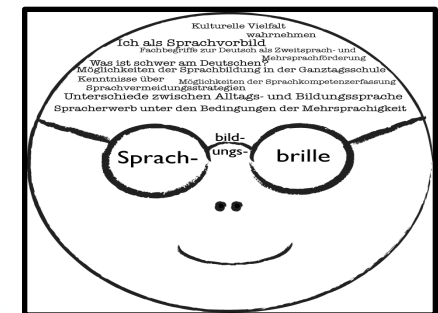 Kulturelle Vielfalt
wahrnehmen
Ich als Sprachvorbild
Fachbegriffe zur Deutsch als Zweitsprach- und
Mehrsprachförderung
Was ist schwer am Deutschen?
Möglichkeiten der Sprachbildung in der Ganztagsschule
Kenntnisse über
Möglichkeiten der Sprachkompetenzerfassung
Sprachvermeidungsstrategien
Unterschiede zwischen Alltags- und Bildungssprache
Spracherwerb unter den Bedingungen der Mehrsprachigkeit
Sprach-
bild-
ungs-
brille